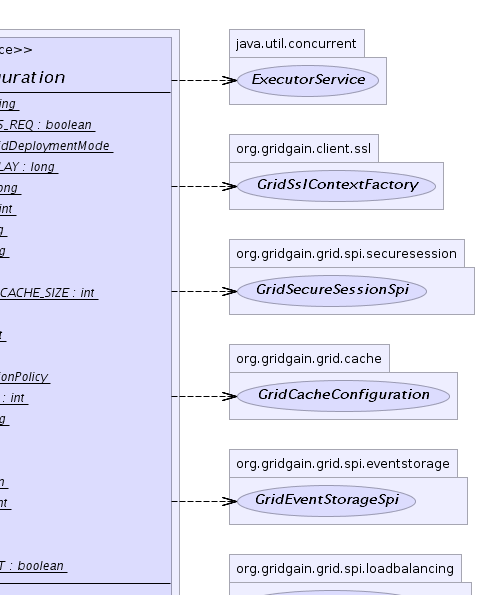 ce>>
uration
ing
S_REQ : boolean
idDeploymentMode
LAY : long
ong
int
g
g
CACHE_SIZE : int
t
ionPolicy
: int
g
n
nt
T : boolean
java.util.concurrent
ExecutorService
org.gridgain.client.ssl
GridSslContextFactory
org.gridgain.grid.spi.securesession
GridSecureSessionSpi
org.gridgain.grid.cache
GridCacheConfiguration
org.gridgain.grid.spi.eventstorage
GridEventStorageSpi
org.gridgain.grid.spi.loadbalancing